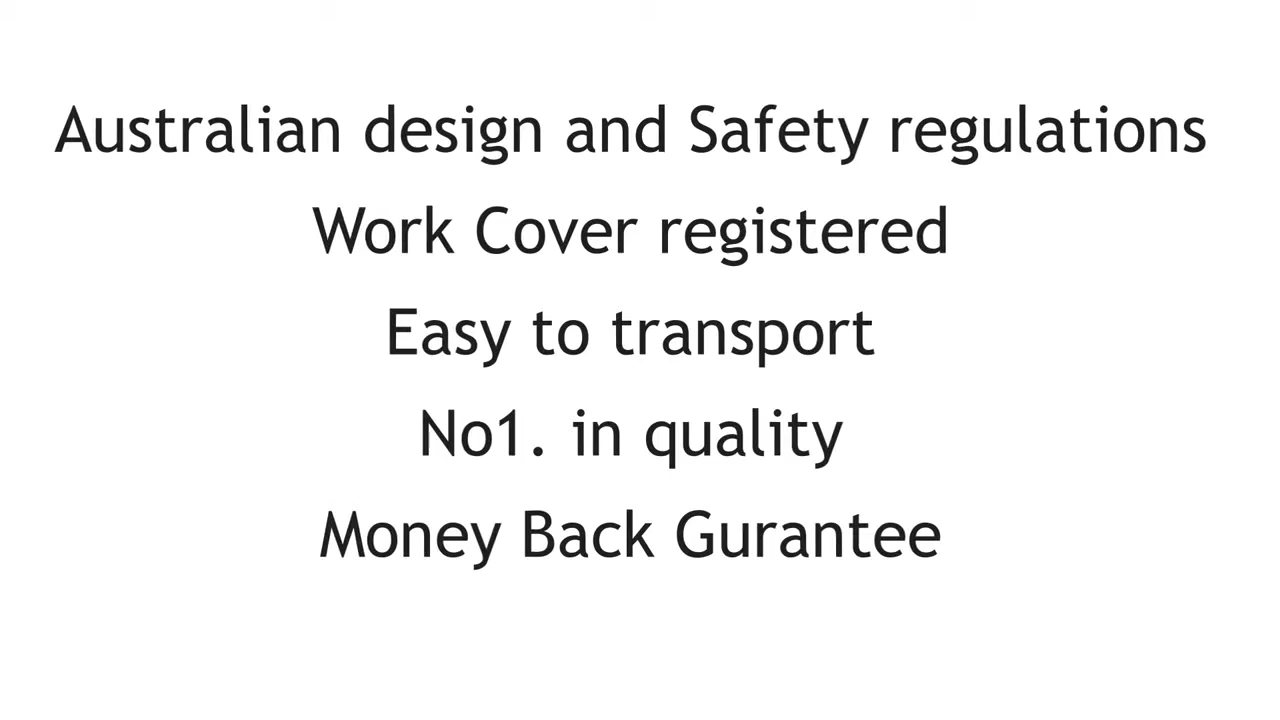 Australian design and Safety regulations
Work Cover registered
Easy to transport
No1. in quality
Money Back Gurantee